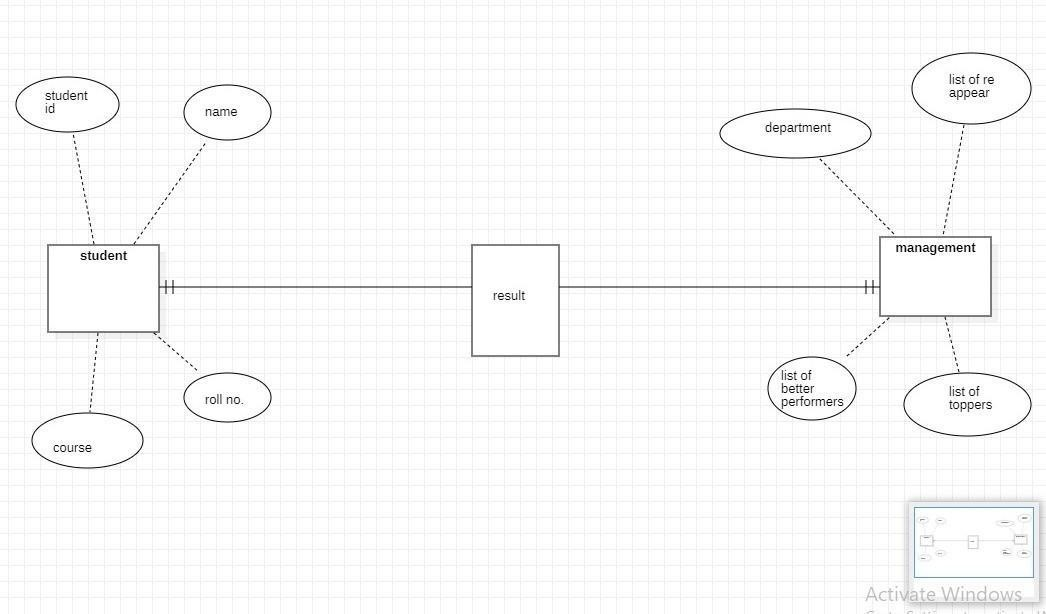 student
id
name
department
list of re
appear
student
management
result
list of
better
performers
list of
toppers
roll no.
course
Activate Windows